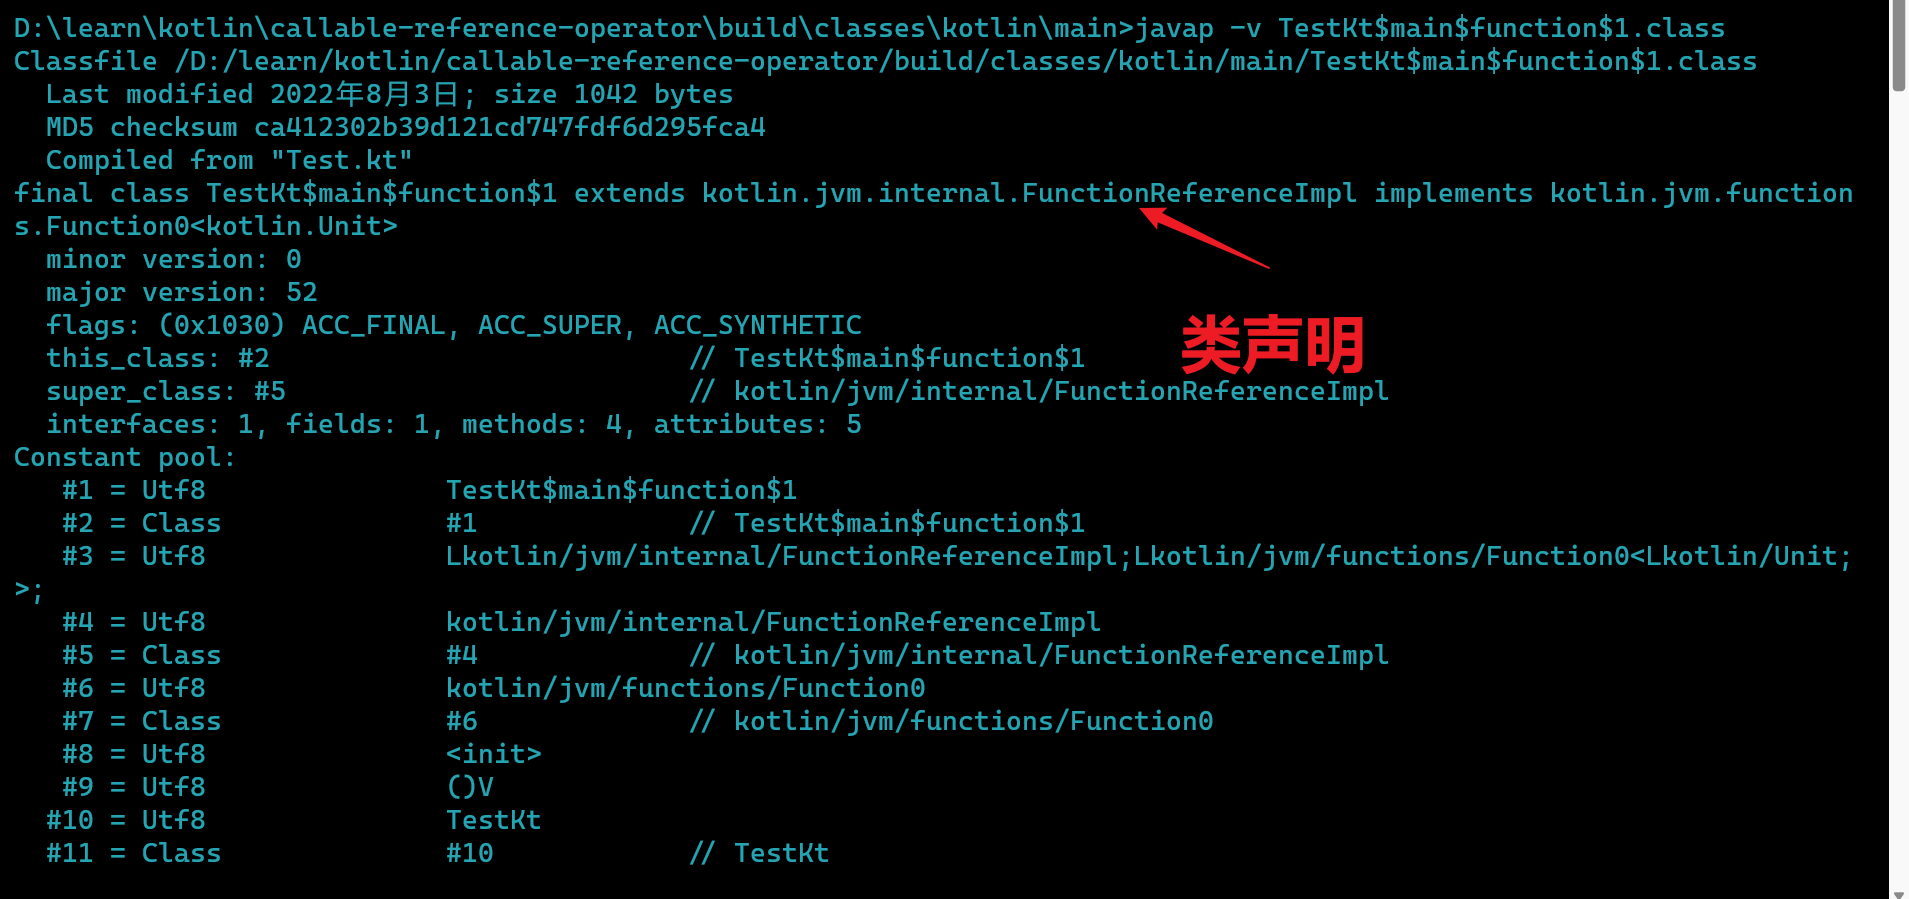 D:\learn\kotlin\callable-reference-operator\build\classes\kotlin\main>javap -v TestKt$main$function$1.class
Classfile /D:/learn/kotlin/callable-reference-operator/build/classes/kotlin/main/TestKt$main$function$1.class
Last modified 2022年8月3日; size 1042 bytes
MD5 checksum ca412302b39d121cd747fdf6d295fca4
Compiled from "Test.kt"
final class TestKt$main$function$1 extends kotlin.jvm.internal.FunctionReferenceImpl implements kotlin.jvm.function
s.Function0<kotlin.Unit>
minor version: 0
major version: 52
flags: (0x1030) ACC_FINAL, ACC_SUPER, ACC_SYNTHETIC
类声明
this_class: #2 // TestKt$main$function$1
super_class: #5 // kotlin/jvm/internal/FunctionReferenceImpl
interfaces: 1, fields: 1, methods: 4, attributes: 5
Constant pool:
#1 = Utf8 TestKt$main$function$1
#2 = Class #1 // TestKt$main$function$1
#3 = Utf8 Lkotlin/jvm/internal/FunctionReferenceImpl;Lkotlin/jvm/functions/Function0<Lkotlin/Unit;
>;
#4 = Utf8 kotlin/jvm/internal/FunctionReferenceImpl
#5 = Class #4 // kotlin/jvm/internal/FunctionReferenceImpl
#6 = Utf8 kotlin/jvm/functions/Function0
#7 = Class #6 // kotlin/jvm/functions/Function0
#8 = Utf8 <init>
#9 = Utf8 ()V
#10 = Utf8 TestKt
#11 = Class #10 // TestKt